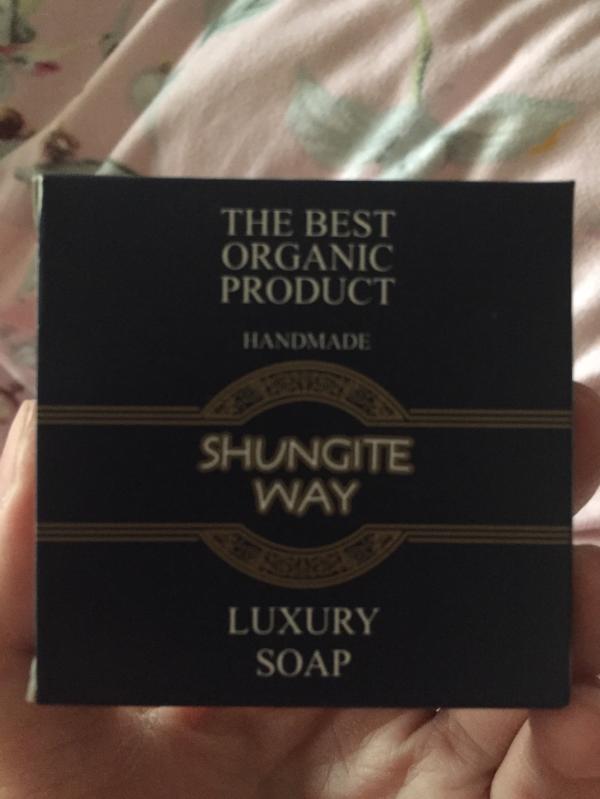 THE BEST
ORGANIC
PRODUCT
HANDMADE
SHUNGITE
WAY
LUXURY
SOAP